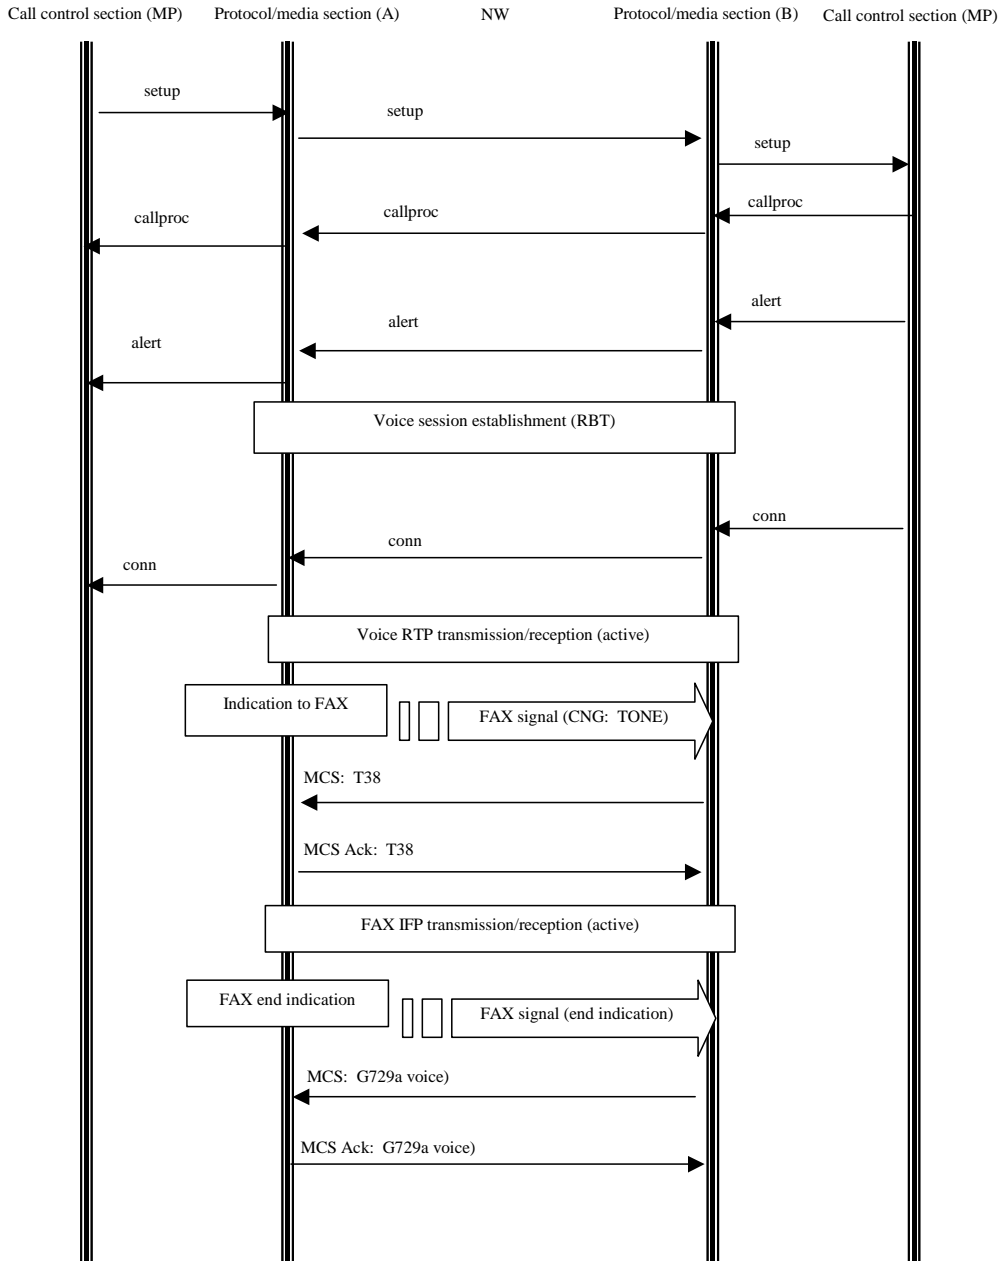 Call control section (MP)
Protocol/media section (A)
NW
Protocol/media section (B)
Call control section (MP)
setup
setup
setup
callproc
callproc
callproc
alert
alert
alert
Voice session establishment (RBT)
conn
conn
conn
Voice RTP transmission/reception (active)
Indication to FAX
FAX signal (CNG: TONE)
MCS: T38
MCS Ack: T38
FAX IFP transmission/reception (active)
FAX end indication
FAX signal (end indication)
MCS: G729a voice)
MCS Ack: G729a voice)